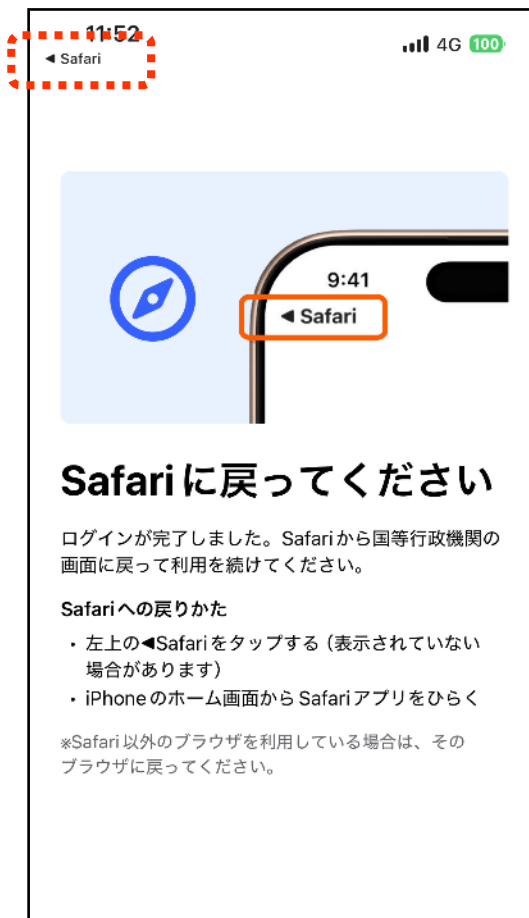 11:52
4G 100
◀ Safari
9:41
◀ Safari
Safariに戻ってください
ログインが完了しました。Safariから国等行政機関の
画面に戻って利用を続けてください。
Safariへの戻りかた
・左上の◀Safariをタップする（表示されていない
場合があります）
・iPhoneのホーム画面からSafariアプリをひらく
※Safari以外のブラウザを利用している場合は、その
ブラウザに戻ってください。